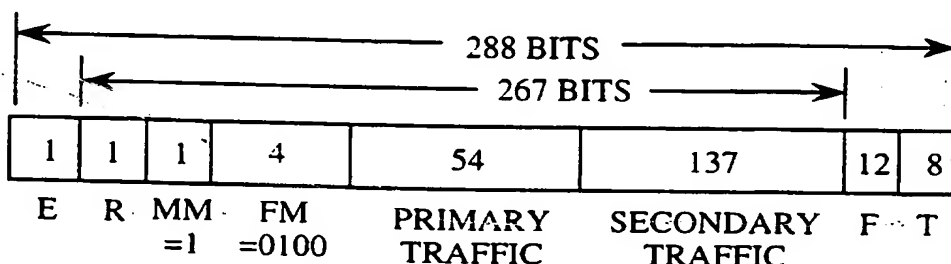 288 BITS
267 BITS
1 1 1 4 54 137 12 8
E R MM FM PRIMARY SECONDARY F T
=1 =0100 TRAFFIC TRAFFIC